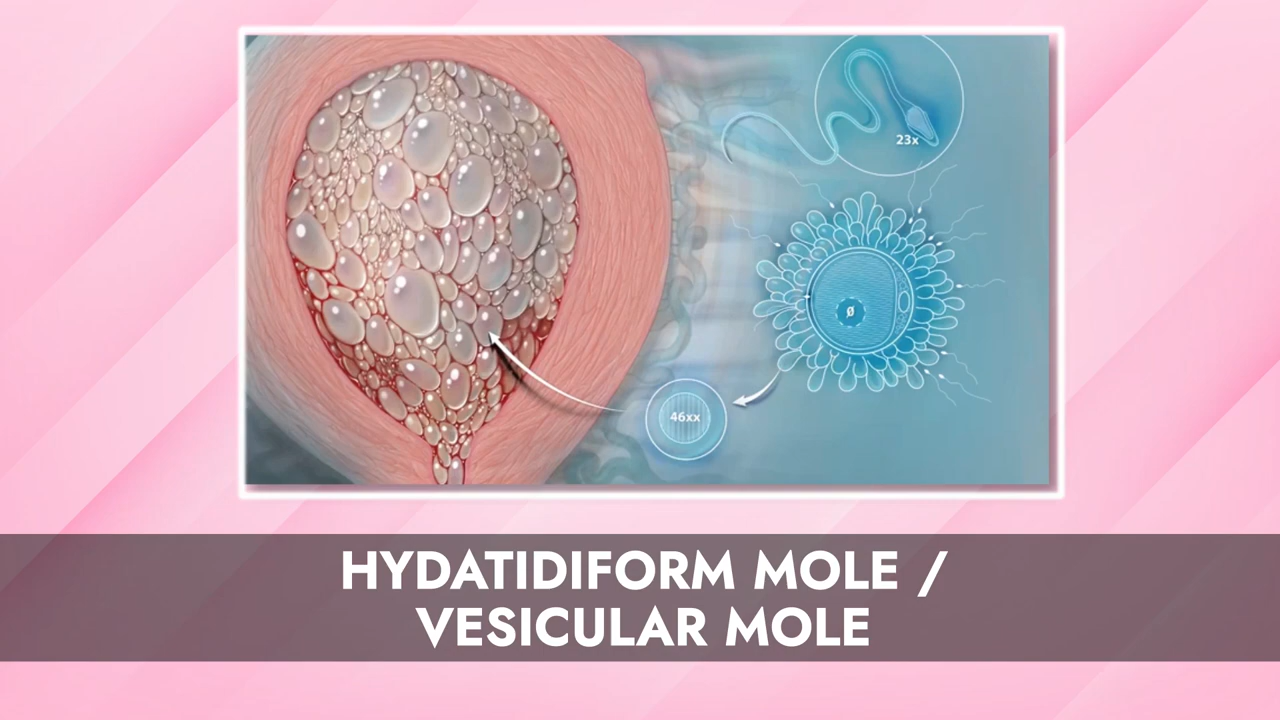 23x
ø
46xx
HYDATIDIFORM MOLE /
VESICULAR MOLE